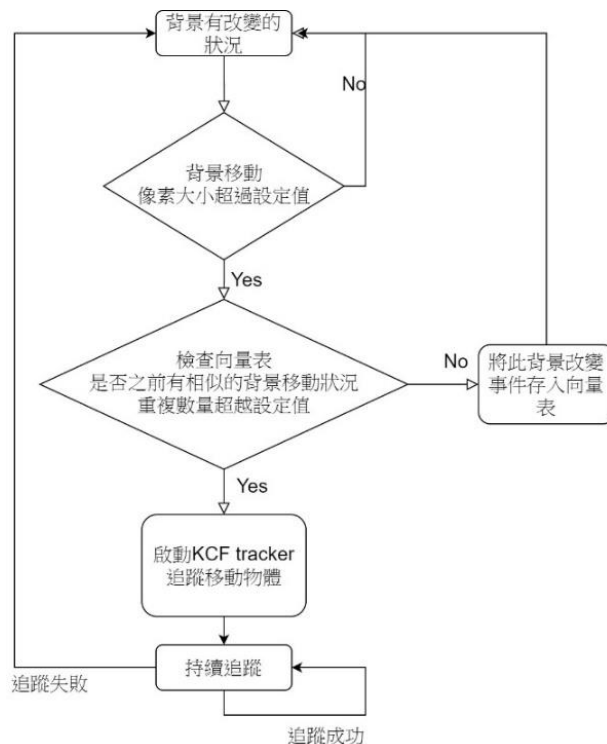 背景有改變的
狀況
No
背景移動
像素大小超過設定值
Yes
檢查向量表
是否之前有相似的背景移動狀況
重複數量超越設定值
No
將此背景改變
事件存入向量
表
Yes
啟動KCF tracker
追蹤移動物體
持續追蹤
追蹤失敗
追蹤成功